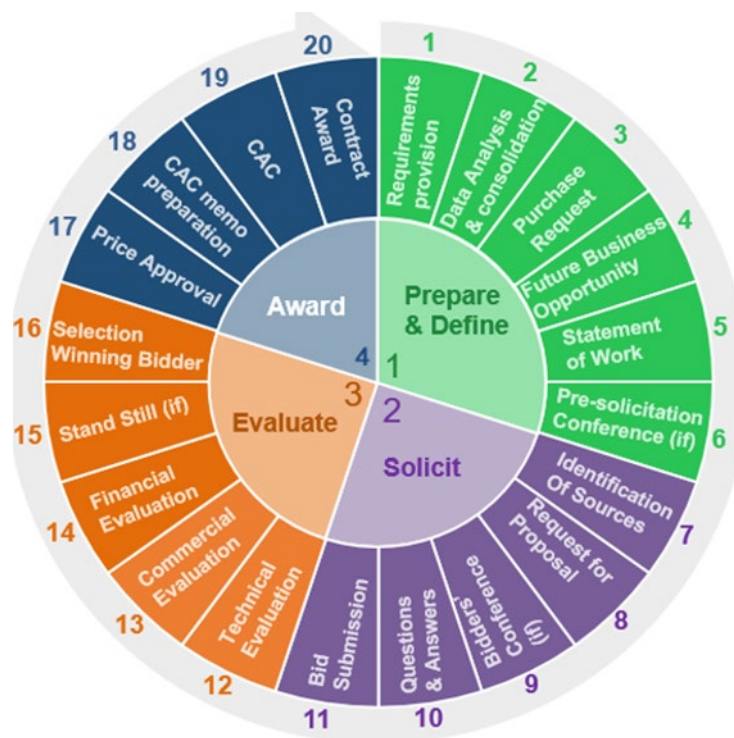 1
Requirements
provision
2
Data Analysis
& consolidation
3
Purchase
Request
4
Future Business
Opportunity
5
Statement
of Work
6
Pre-solicitation
Conference (if)
7
Identification
Of Sources
8
Request for
Proposal
9
Bidders'
Conference
(if)
10
Questions
& Answers
11
Bid
Submission
12
Technical
Evaluation
13
Commercial
Evaluation
14
Financial
Evaluation
15
Stand Still (if)
16
Selection
Winning Bidder
17
Price Approval
18
CAC memo
preparation
19
CAC
20
Contract
Award
Prepare
& Define
1
2
Solicit
3
Evaluate
Award
4